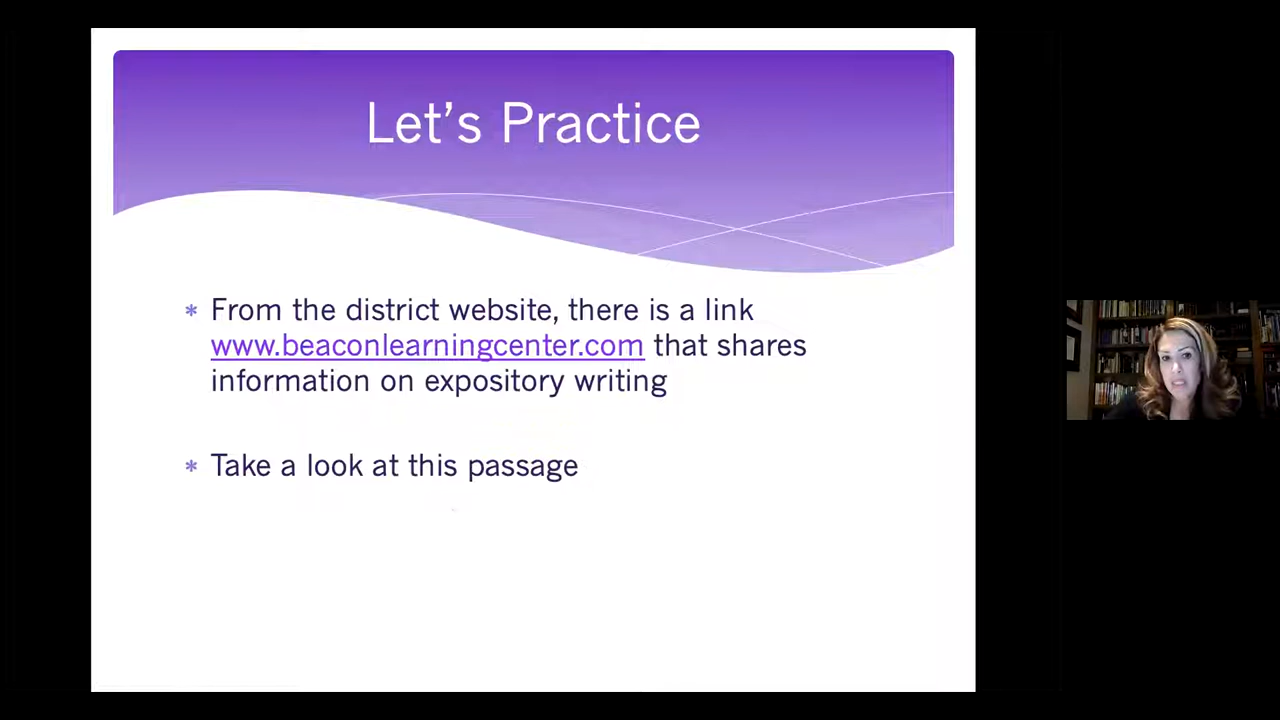 Let's Practice
* From the district website, there is a link
www.beaconlearningcenter.com that shares
information on expository writing
* Take a look at this passage